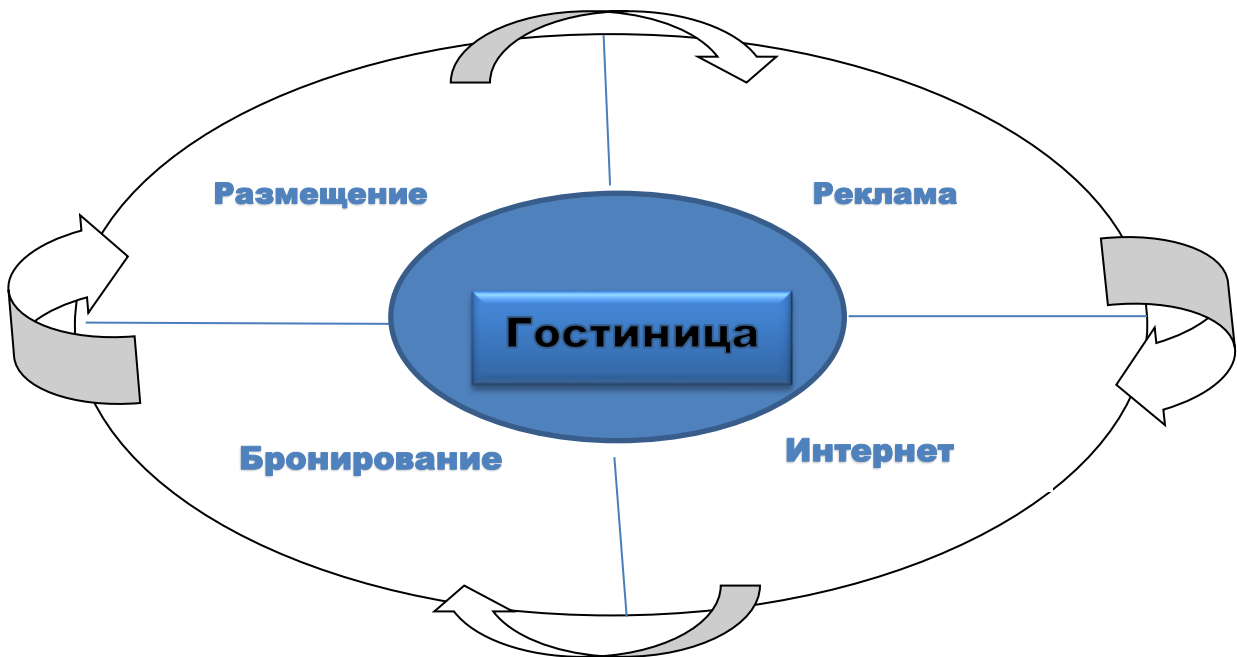 Размещение
Реклама
Гостиница
Бронирование
Интернет